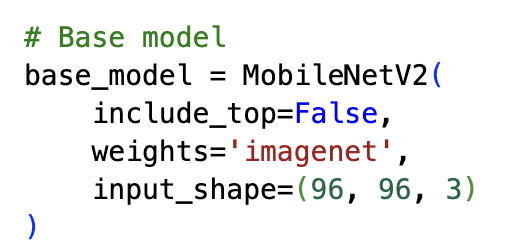 # Base model
base_model = MobileNetV2(
    include_top=False,
    weights='imagenet',
    input_shape=(96, 96, 3)
)